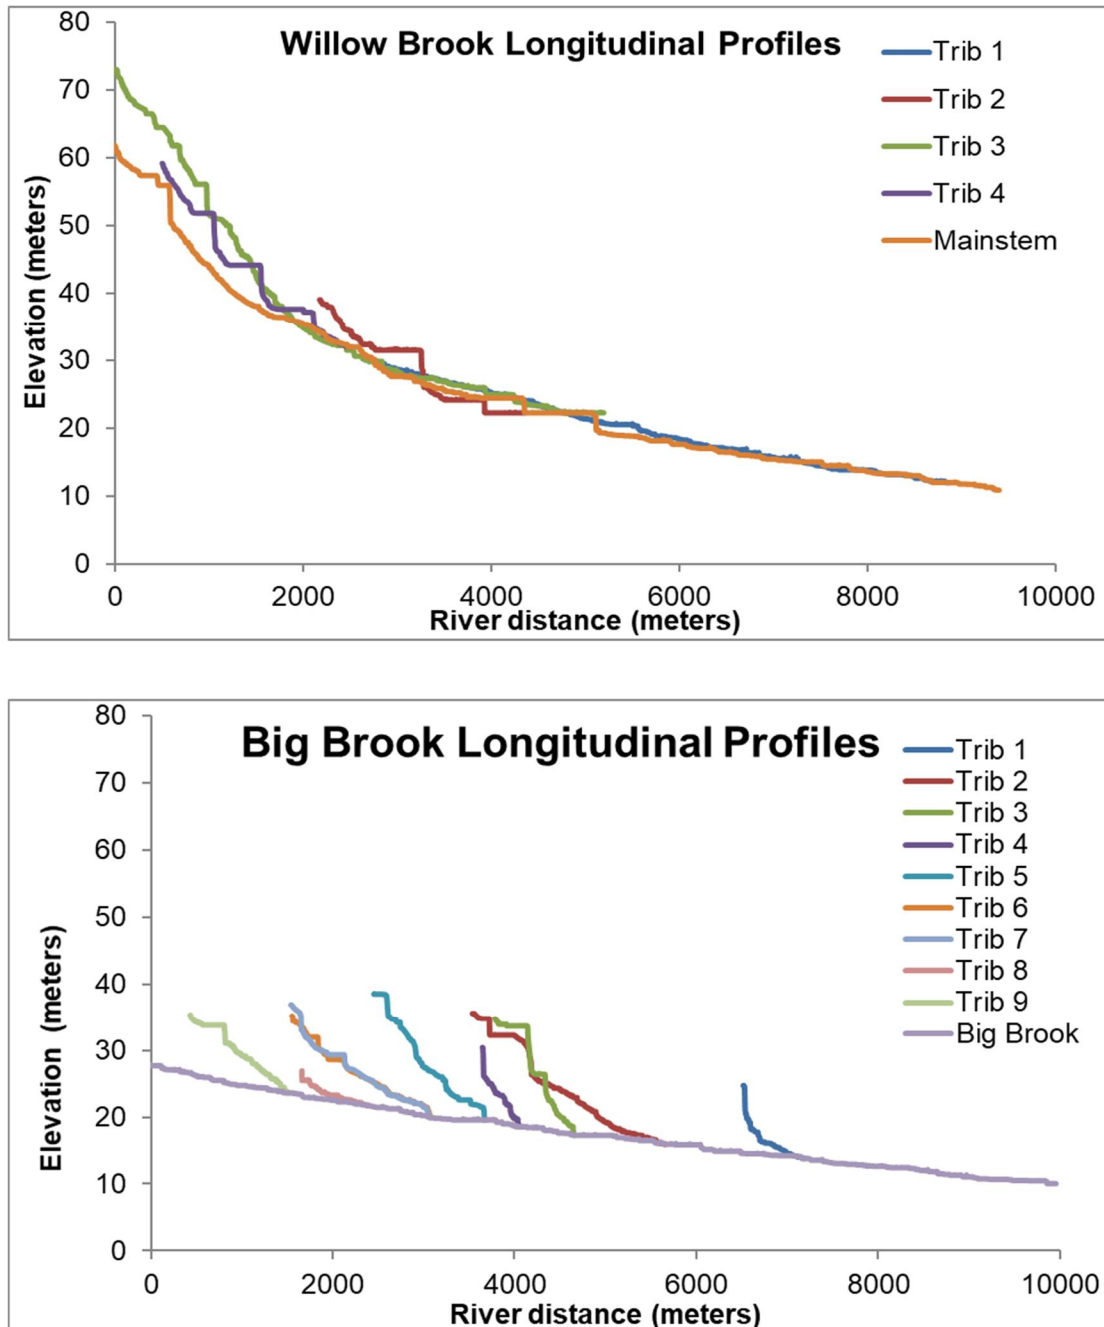 Willow Brook Longitudinal Profiles
80
70
60
50
40
30
20
10
0
Elevation (meters)
Trib 1
Trib 2
Trib 3
Trib 4
Mainstem
0 2000 4000 6000 8000 10000
River distance (meters)
Big Brook Longitudinal Profiles
80
70
60
50
40
30
20
10
0
Elevation (meters)
Trib 1
Trib 2
Trib 3
Trib 4
Trib 5
Trib 6
Trib 7
Trib 8
Trib 9
Big Brook
0 2000 4000 6000 8000 10000
River distance (meters)